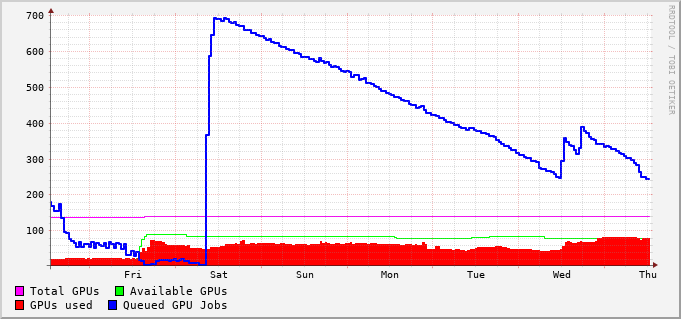 700
600
500
400
300
200
100
Fri Sat Sun Mon Tue Wed Thu
Total GPUs Available GPUs
GPUs used Queued GPU Jobs
RRDTOOL / TOBI OETIKER